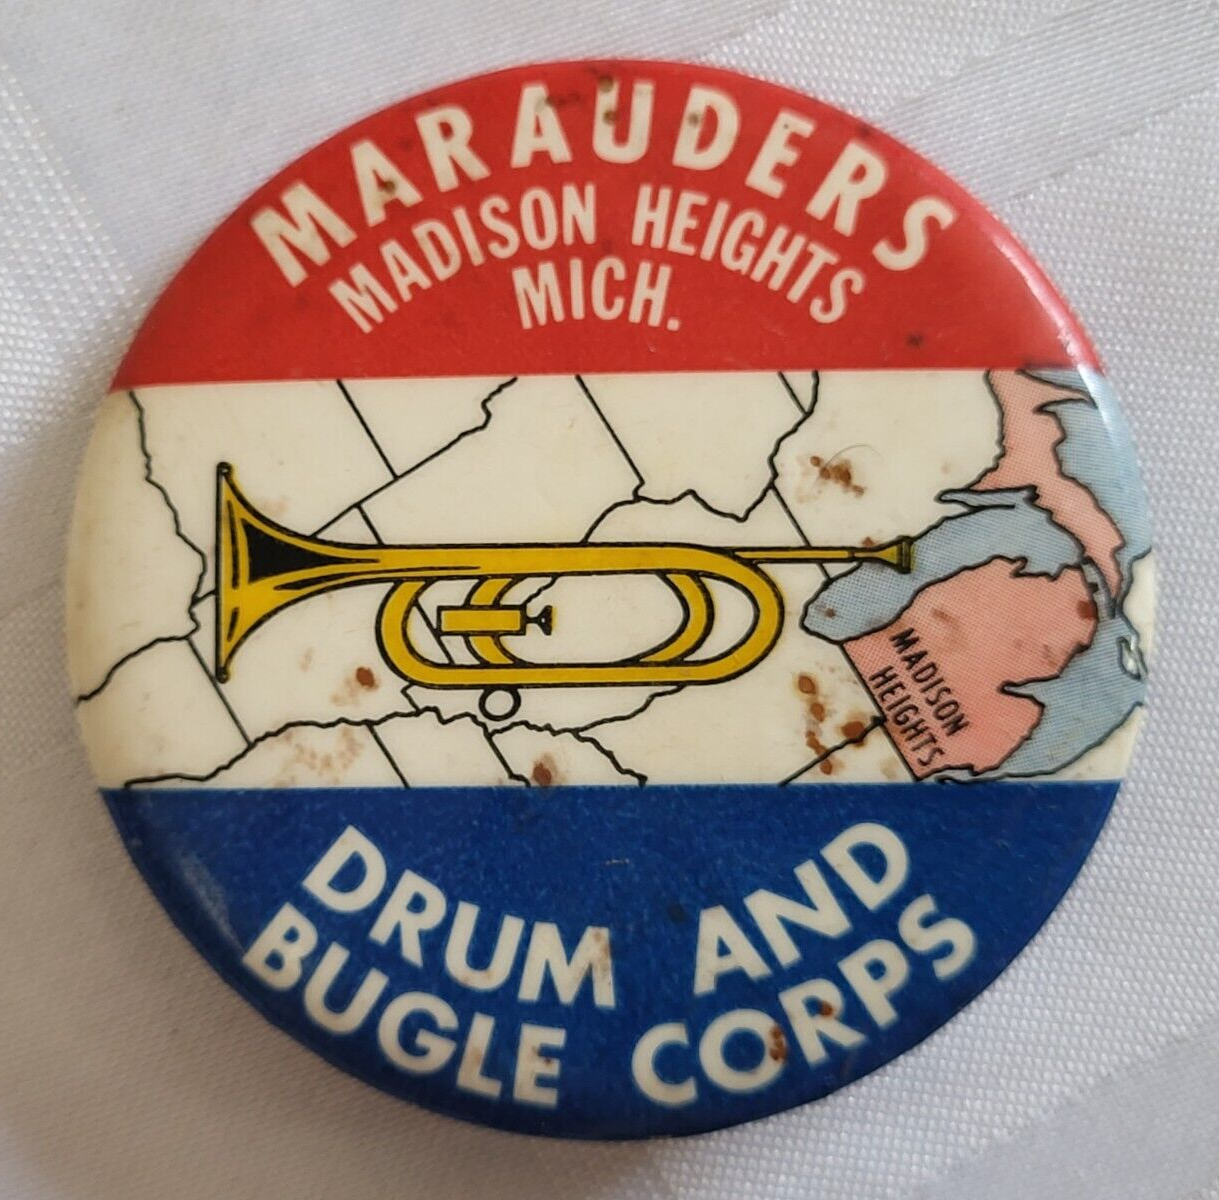 MARAUDERS
MADISON HEIGHTS
MICH.
MADISON
HEIGHTS
DRUM AND
BUGLE CORPS